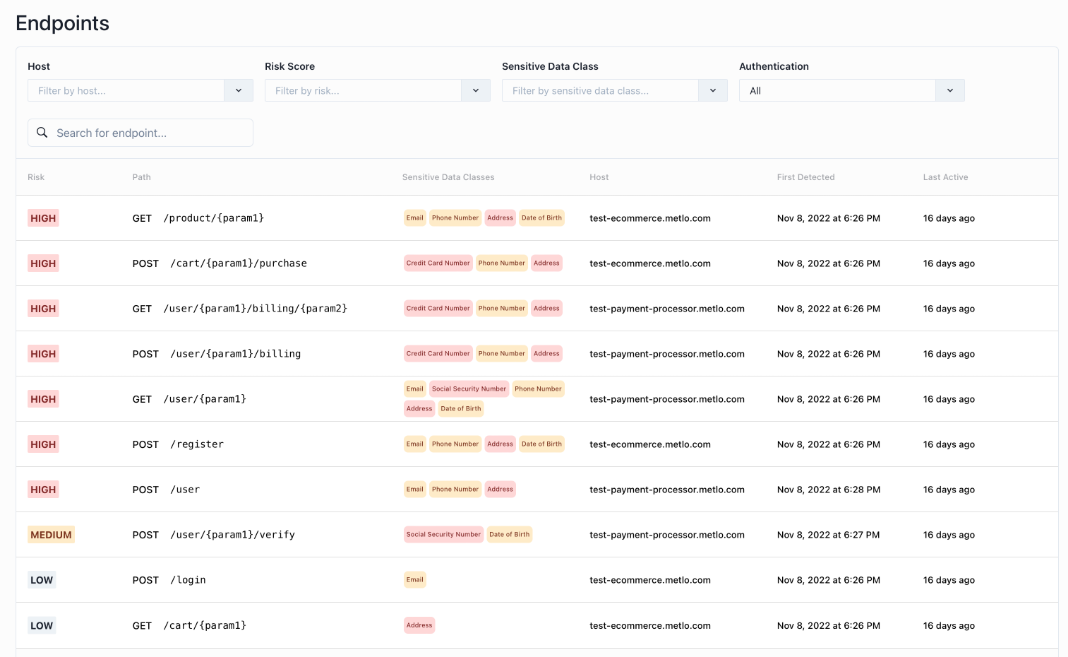 Endpoints
Host Risk Score Sensitive Data Class Authentication
Filter by host... Filter by risk... Filter by sensitive data class... All
Search for endpoint...
Risk Path Sensitive Data Classes Host First Detected Last Active
HIGH GET /product/{param1} Email Phone Number Address Date of Birth test-ecommerce.metlo.com Nov 8, 2022 at 6:26 PM 16 days ago
HIGH POST /cart/{param1}/purchase Credit Card Number Phone Number Address test-ecommerce.metlo.com Nov 8, 2022 at 6:26 PM 16 days ago
HIGH GET /user/{param1}/billing/{param2} Credit Card Number Phone Number Address test-payment-processor.metlo.com Nov 8, 2022 at 6:26 PM 16 days ago
HIGH POST /user/{param1}/billing Credit Card Number Phone Number Address test-payment-processor.metlo.com Nov 8, 2022 at 6:26 PM 16 days ago
Email Social Security Number Phone Number
HIGH GET /user/{param1} test-payment-processor.metlo.com Nov 8, 2022 at 6:26 PM 16 days ago
Address Date of Birth
HIGH POST /register Email Phone Number Address Date of Birth test-ecommerce.metlo.com Nov 8, 2022 at 6:26 PM 16 days ago
HIGH POST /user Email Phone Number Address test-payment-processor.metlo.com Nov 8, 2022 at 6:28 PM 16 days ago
MEDIUM POST /user/{param1}/verify Social Security Number Date of Birth test-payment-processor.metlo.com Nov 8, 2022 at 6:27 PM 16 days ago
LOW POST /login Email test-ecommerce.metlo.com Nov 8, 2022 at 6:26 PM 16 days ago
LOW GET /cart/{param1} Address test-ecommerce.metlo.com Nov 8, 2022 at 6:26 PM 16 days ago